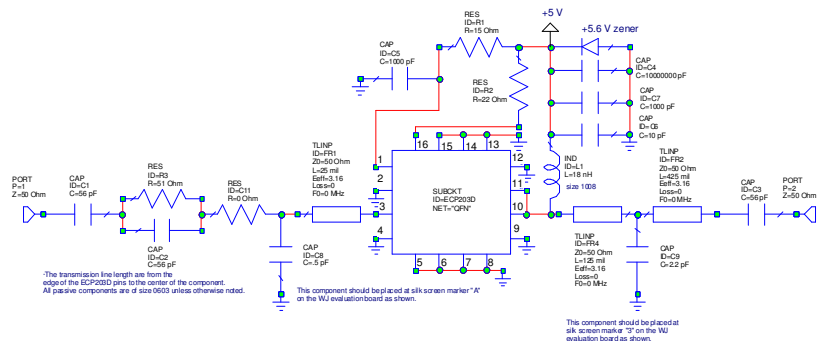 +5 V
RES
ID=R1
R=15 Ohm
+5.6 V zener
CAP
ID=C5
C=1000 pF
CAP
ID=C4
C=10000000 pF
RES
ID=R2
R=22 Ohm
CAP
ID=C7
C=1000 pF
CAP
ID=C6
C=10 pF
16
15
14
13
TLINP
ID=FR1
Z0=50 Ohm
L=25 mil
Eeff=3.16
Loss=0
F0=0 MHz
1
2
3
4
12
11
10
9
5
6
7
8
SUBCKT
ID=ECP203D
NET="QFN"
IND
ID=L1
L=18 nH
size 1008
TLINP
ID=FR2
Z0=50 Ohm
L=425 mil
Eeff=3.16
Loss=0
F0=0 MHz
PORT
P=1
Z=50 Ohm
CAP
ID=C1
C=56 pF
RES
ID=R3
R=51 Ohm
RES
ID=C11
R=0 Ohm
CAP
ID=C3
C=56 pF
PORT
P=2
Z=50 Ohm
CAP
ID=C2
C=56 pF
CAP
ID=C8
C=.5 pF
TLINP
ID=FR4
Z0=50 Ohm
L=125 mil
Eeff=3.16
Loss=0
F0=0 MHz
CAP
ID=C9
C=2.2 pF
-The transmission line length are from the
edge of the ECP203D pins to the center of the component.
All passive components are of size 0603 unless otherwise noted.
This component should be placed at silk screen marker "A"
on the WJ evaluation board as shown.
This component should be placed at
silk screen marker "3" on the WJ
evaluation board as shown.